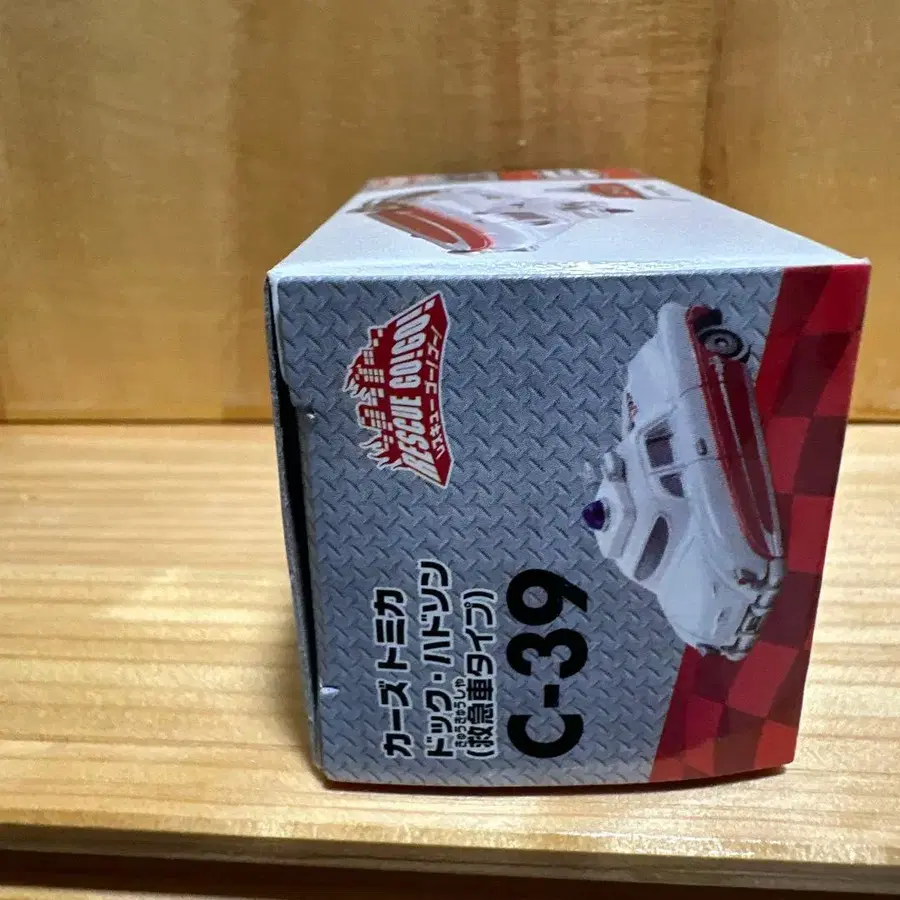 RESCUE GO!GO!
レスキューゴー!ゴー!
カーズ トミカ
ドック・ハドソン
きゅうきゅうしゃ
(救急車タイプ)
C-39